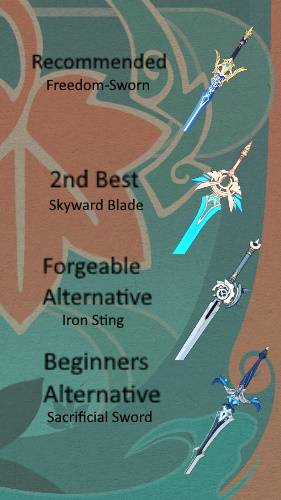 Recommended
Freedom-Sworn
2nd Best
Skyward Blade
Forgeable
Alternative
Iron Sting
Beginners
Alternative
Sacrificial Sword